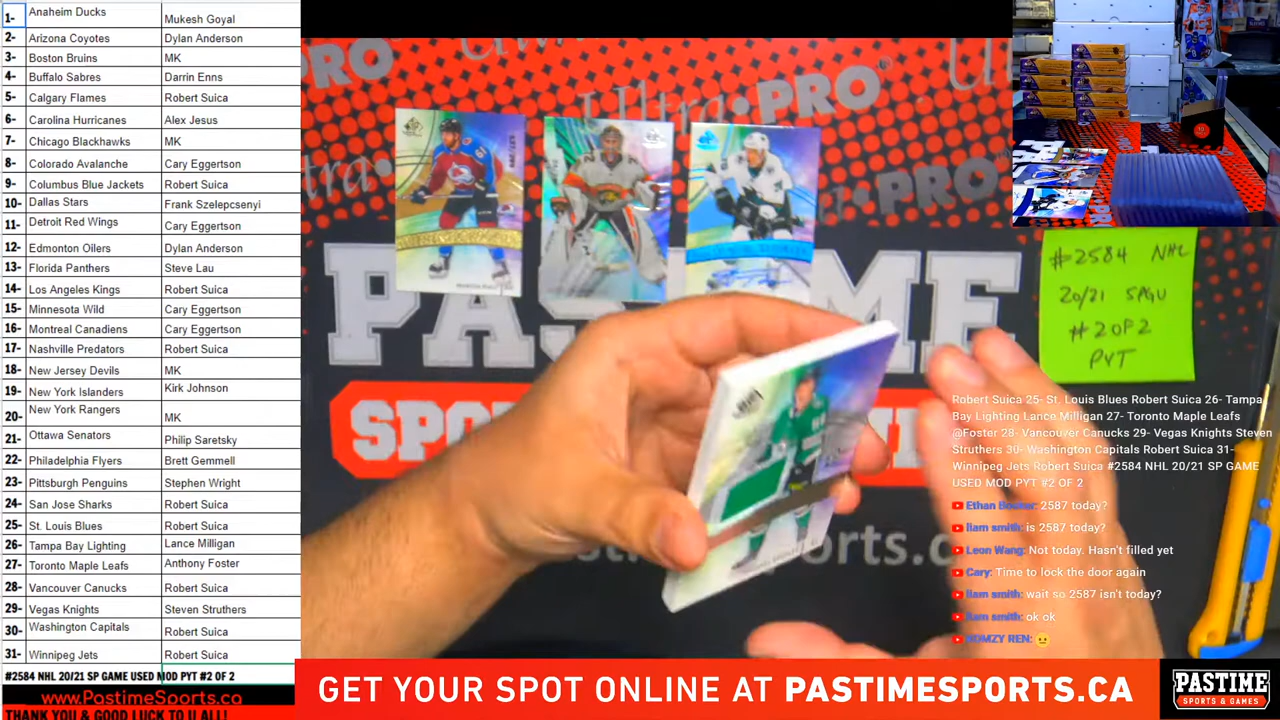 1- Anaheim Ducks Mukesh Goyal
2- Arizona Coyotes Dylan Anderson
3- Boston Bruins MK
4- Buffalo Sabres Darrin Enns
5- Calgary Flames Robert Suica
6- Carolina Hurricanes Alex Jesus
7- Chicago Blackhawks MK
8- Colorado Avalanche Cary Eggertson
9- Columbus Blue Jackets Robert Suica
10- Dallas Stars Frank Szelepcsenyi
11- Detroit Red Wings Cary Eggertson
12- Edmonton Oilers Dylan Anderson
13- Florida Panthers Steve Lau
14- Los Angeles Kings Robert Suica
15- Minnesota Wild Cary Eggertson
16- Montreal Canadiens Cary Eggertson
17- Nashville Predators Robert Suica
18- New Jersey Devils MK
19- New York Islanders Kirk Johnson
20- New York Rangers MK
21- Ottawa Senators Philip Saretsky
22- Philadelphia Flyers Brett Gemmell
23- Pittsburgh Penguins Stephen Wright
24- San Jose Sharks Robert Suica
25- St. Louis Blues Robert Suica
26- Tampa Bay Lighting Lance Milligan
27- Toronto Maple Leafs Anthony Foster
28- Vancouver Canucks Robert Suica
29- Vegas Knights Steven Struthers
30- Washington Capitals Robert Suica
31- Winnipeg Jets Robert Suica
#2584 NHL 20/21 SP GAME USED MOD PYT #2 OF 2
www.PastimeSports.ca
THANK YOU & GOOD LUCK TO U ALL!
Ultra PRO
#2584 NHL
20/21 SPGU
#2 OF 2
PYT
Robert Suica 25- St. Louis Blues Robert Suica 26- Tampa
Bay Lighting Lance Milligan 27- Toronto Maple Leafs
@Foster 28- Vancouver Canucks 29- Vegas Knights Steven
Struthers 30- Washington Capitals Robert Suica 31-
Winnipeg Jets Robert Suica #2584 NHL 20/21 SP GAME
USED MOD PYT #2 OF 2
2587 today?
liam smith: is 2587 today?
Leon Wang: Not today. Hasn't filled yet
Cary: Time to lock the door again
liam smith: wait so 2587 isn't today?
liam smith: ok ok
GET YOUR SPOT ONLINE AT PASTIMESPORTS.CA
PASTIME
SPORTS & GAMES